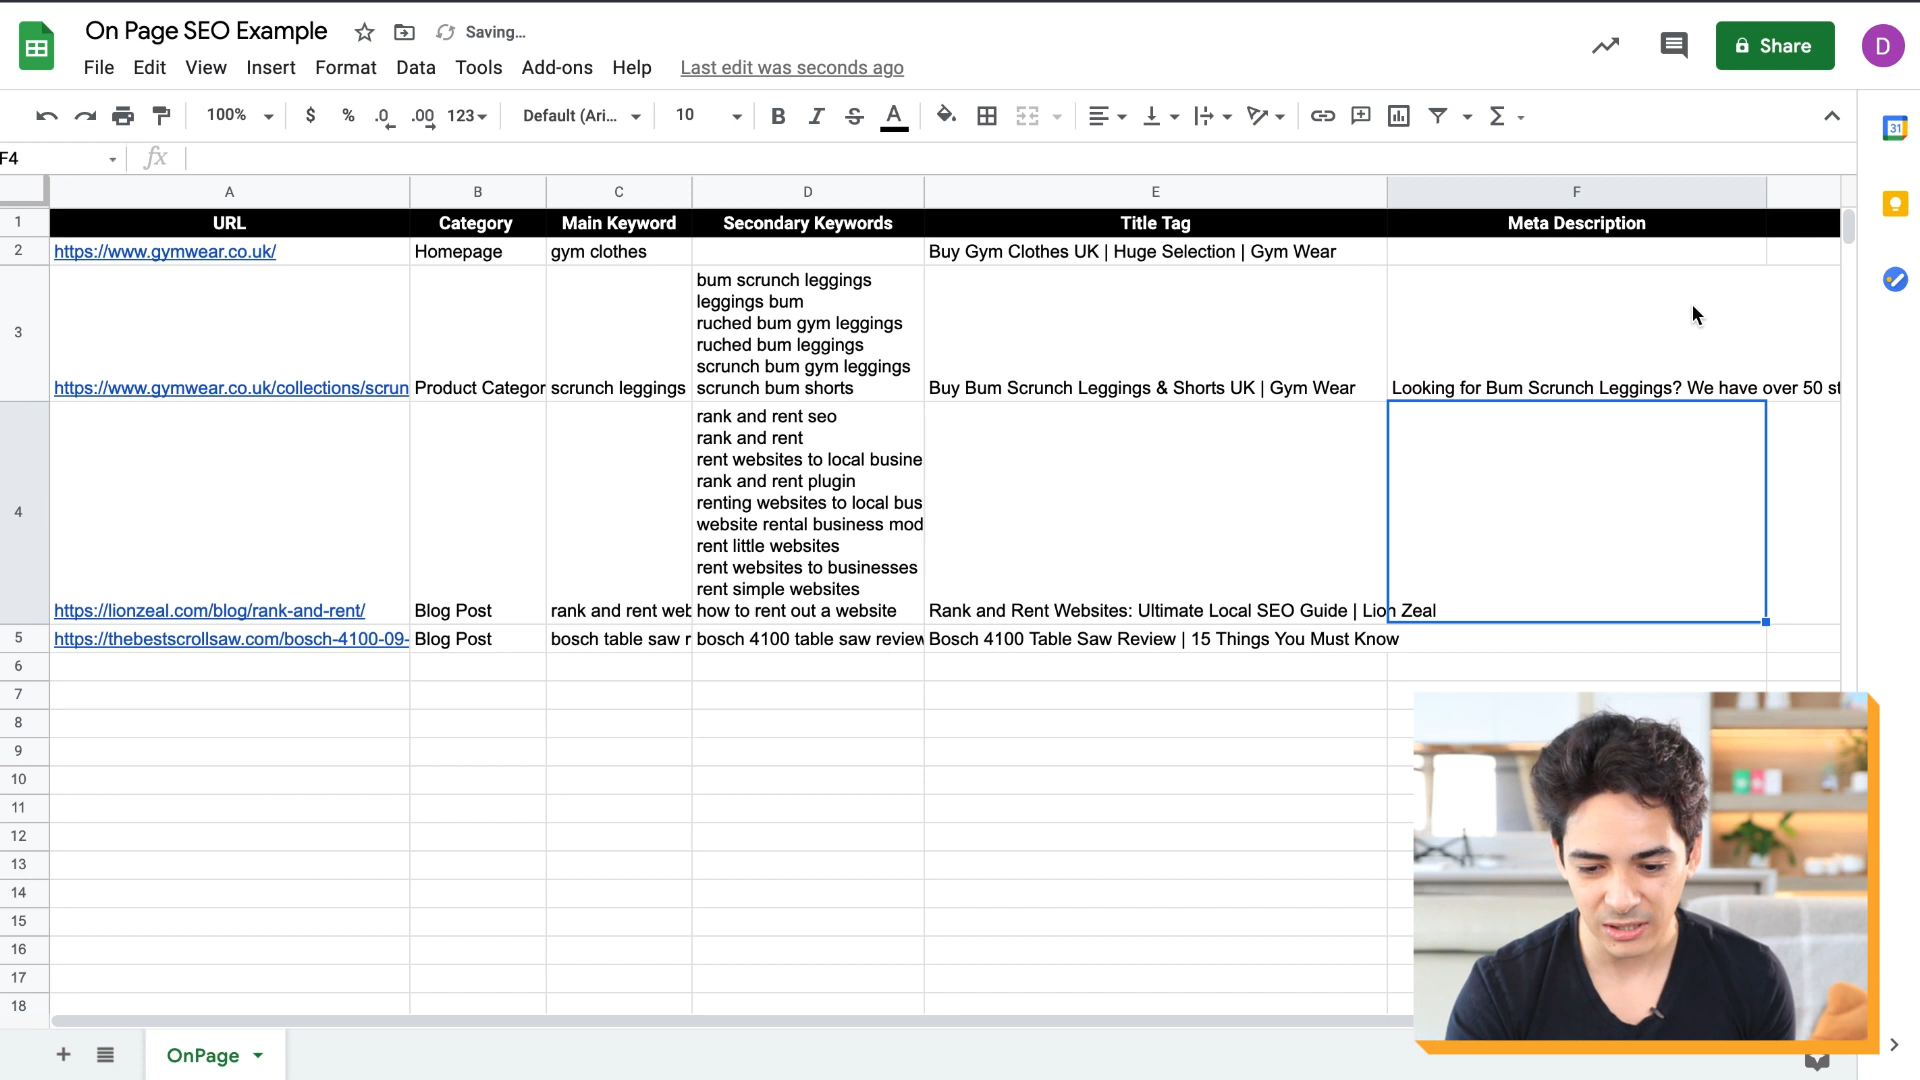 On Page SEO Example
Saving...
File Edit View Insert Format Data Tools Add-ons Help Last edit was seconds ago
Share
D
100% $ % .0 .00 123 Default (Ari... 10 B I S A
31
F4 fx
A B C D E F
1 URL Category Main Keyword Secondary Keywords Title Tag Meta Description
2 https://www.gymwear.co.uk/ Homepage gym clothes Buy Gym Clothes UK | Huge Selection | Gym Wear
bum scrunch leggings
leggings bum
ruched bum gym leggings
3 ruched bum leggings
scrunch bum gym leggings
https://www.gymwear.co.uk/collections/scrun Product Categor scrunch leggings scrunch bum shorts Buy Bum Scrunch Leggings & Shorts UK | Gym Wear Looking for Bum Scrunch Leggings? We have over 50 st
rank and rent seo
rank and rent
rent websites to local busine
rank and rent plugin
4 renting websites to local bus
website rental business mod
rent little websites
rent websites to businesses
rent simple websites
https://lionzeal.com/blog/rank-and-rent/ Blog Post rank and rent web how to rent out a website Rank and Rent Websites: Ultimate Local SEO Guide | Lion Zeal
5 https://thebestscrollsaw.com/bosch-4100-09- Blog Post bosch table saw r bosch 4100 table saw review Bosch 4100 Table Saw Review | 15 Things You Must Know
6
7
8
9
10
11
12
13
14
15
16
17
18
OnPage